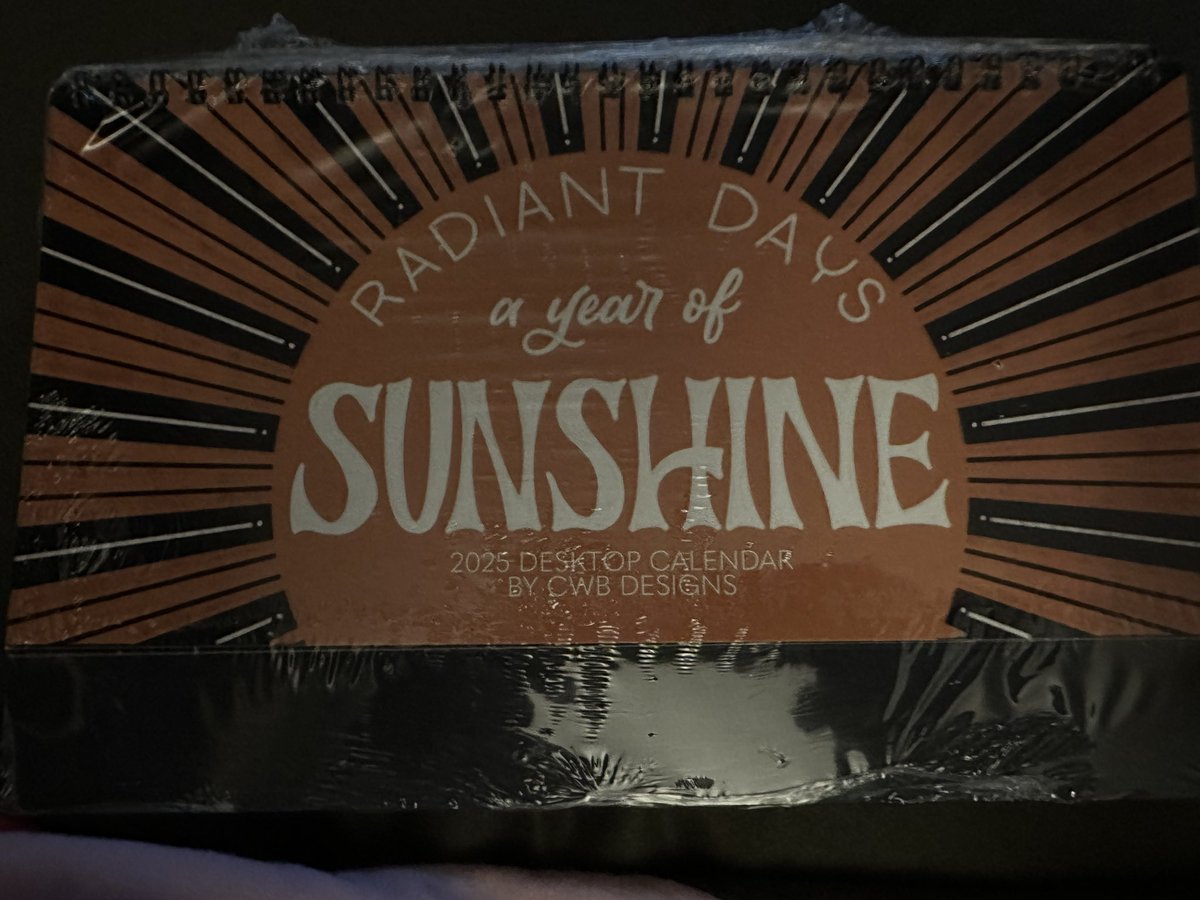 RADIANT DAYS
a year of
SUNSHINE
2025 DESKTOP CALENDAR
BY CWB DESIGNS